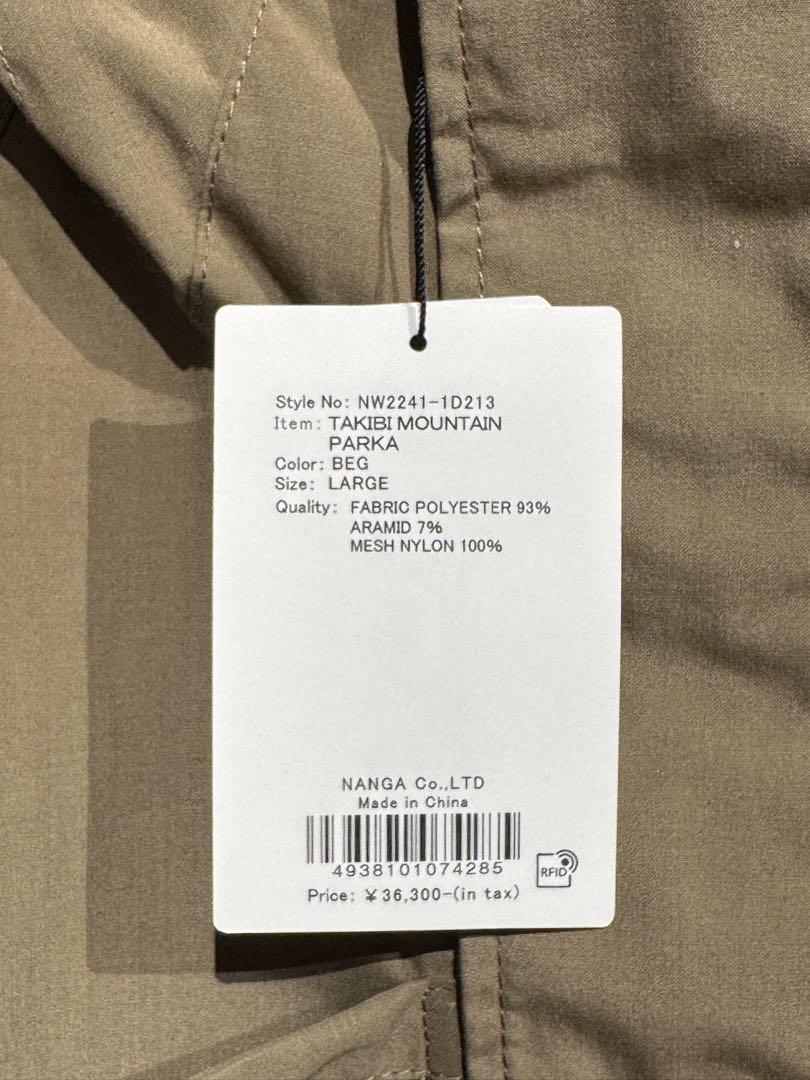 Style No: NW2241-1D213
Item: TAKIBI MOUNTAIN
PARKA
Color: BEG
Size: LARGE
Quality: FABRIC POLYESTER 93%
ARAMID 7%
MESH NYLON 100%
NANGA Co.,LTD
Made in China
4938101074285
RFID
Price: ¥36,300-(in tax)